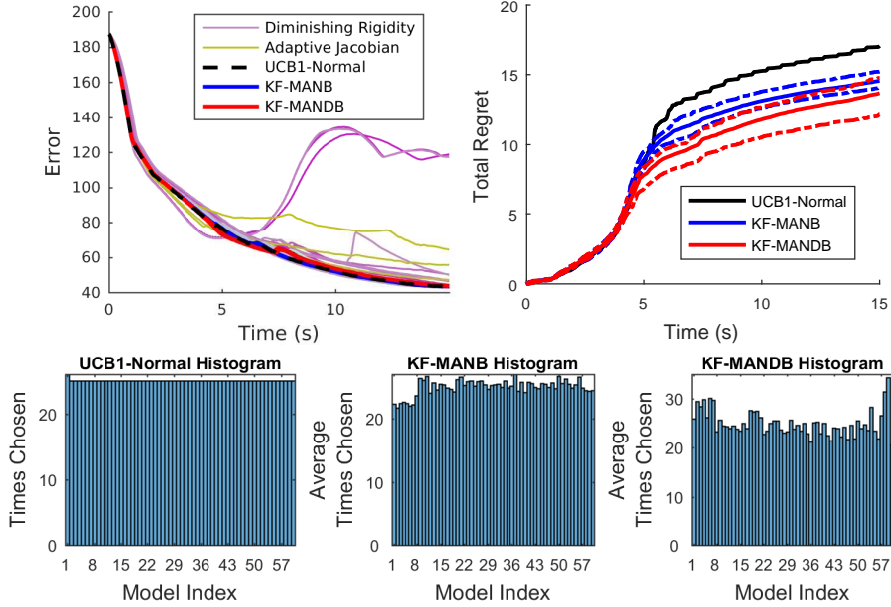 200
180
160
140
120
100
80
60
40
Error
0
5
10
Time (s)
Diminishing Rigidity
Adaptive Jacobian
UCB1-Normal
KF-MANB
KF-MANDB
20
15
10
5
0
Total Regret
0
5
10
15
Time (s)
UCB1-Normal
KF-MANB
KF-MANDB
UCB1-Normal Histogram
20
10
0
Times Chosen
1 8 15 22 29 36 43 50 57
Model Index
KF-MANB Histogram
20
10
0
Average
Times Chosen
1 8 15 22 29 36 43 50 57
Model Index
KF-MANDB Histogram
30
20
10
0
Average
Times Chosen
1 8 15 22 29 36 43 50 57
Model Index